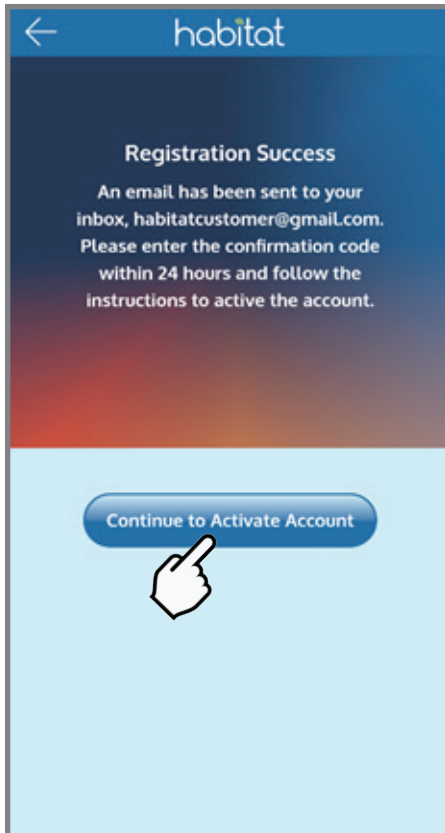 habitat
Registration Success
An email has been sent to your
inbox, habitatcustomer@gmail.com.
Please enter the confirmation code
within 24 hours and follow the
instructions to active the account.
Continue to Activate Account